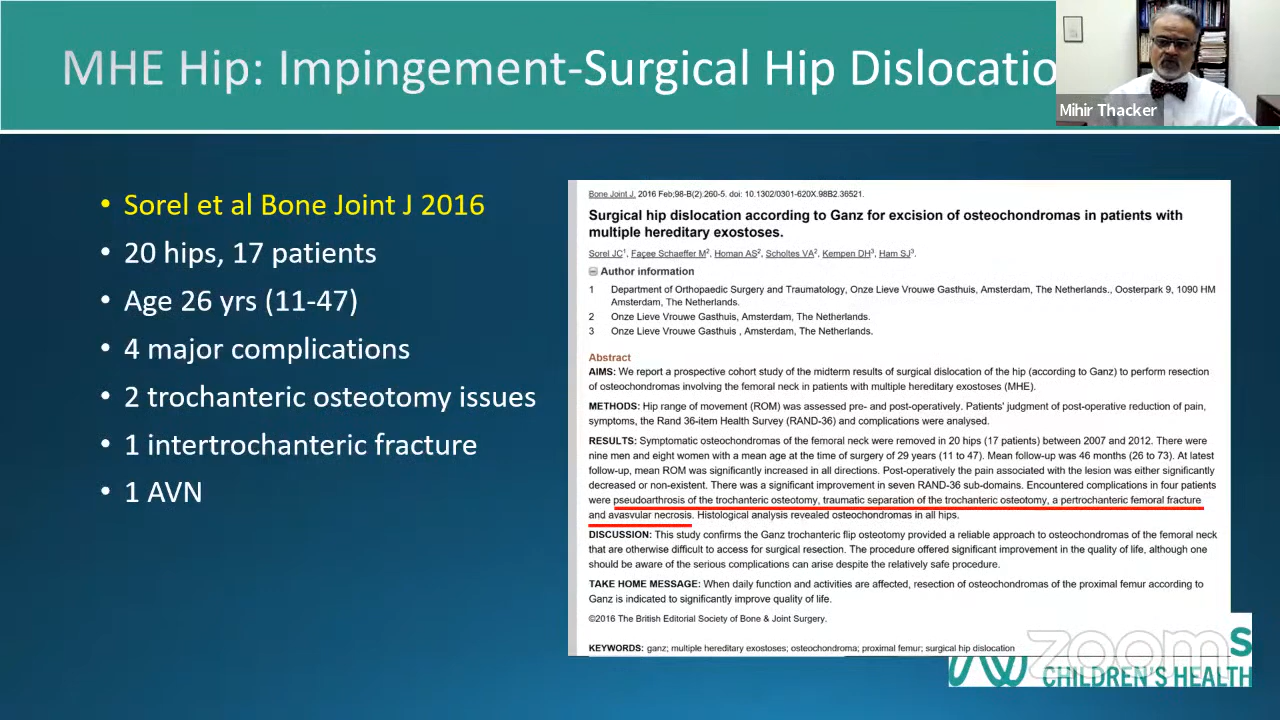 MHE Hip: Impingement-Surgical Hip Dislocatio
Mihir Thacker
• Sorel et al Bone Joint J 2016
• 20 hips, 17 patients
• Age 26 yrs (11-47)
• 4 major complications
• 2 trochanteric osteotomy issues
• 1 intertrochanteric fracture
• 1 AVN
Bone Joint J. 2016 Feb;98-B(2):260-5. doi: 10.1302/0301-620X.98B2.36521.
Surgical hip dislocation according to Ganz for excision of osteochondromas in patients with
multiple hereditary exostoses.
Sorel JC1, Façee Schaeffer M2, Homan AS2, Scholtes VA2, Kempen DH3, Ham SJ3.
Author information
1 Department of Orthopaedic Surgery and Traumatology, Onze Lieve Vrouwe Gasthuis, Amsterdam, The Netherlands., Oosterpark 9, 1090 HM
Amsterdam, The Netherlands.
2 Onze Lieve Vrouwe Gasthuis, Amsterdam, The Netherlands.
3 Onze Lieve Vrouwe Gasthuis , Amsterdam, The Netherlands.
Abstract
AIMS: We report a prospective cohort study of the midterm results of surgical dislocation of the hip (according to Ganz) to perform resection
of osteochondromas involving the femoral neck in patients with multiple hereditary exostoses (MHE).
METHODS: Hip range of movement (ROM) was assessed pre- and post-operatively. Patients' judgment of post-operative reduction of pain,
symptoms, the Rand 36-item Health Survey (RAND-36) and complications were analysed.
RESULTS: Symptomatic osteochondromas of the femoral neck were removed in 20 hips (17 patients) between 2007 and 2012. There were
nine men and eight women with a mean age at the time of surgery of 29 years (11 to 47). Mean follow-up was 46 months (26 to 73). At latest
follow-up, mean ROM was significantly increased in all directions. Post-operatively the pain associated with the lesion was either significantly
decreased or non-existent. There was a significant improvement in seven RAND-36 sub-domains. Encountered complications in four patients
were pseudoarthrosis of the trochanteric osteotomy, traumatic separation of the trochanteric osteotomy, a pertrochanteric femoral fracture
and avasvular necrosis. Histological analysis revealed osteochondromas in all hips.
DISCUSSION: This study confirms the Ganz trochanteric flip osteotomy provided a reliable approach to osteochondromas of the femoral neck
that are otherwise difficult to access for surgical resection. The procedure offered significant improvement in the quality of life, although one
should be aware of the serious complications can arise despite the relatively safe procedure.
TAKE HOME MESSAGE: When daily function and activities are affected, resection of osteochondromas of the proximal femur according to
Ganz is indicated to significantly improve quality of life.
©2016 The British Editorial Society of Bone & Joint Surgery.
KEYWORDS: ganz; multiple hereditary exostoses; osteochondroma; proximal femur; surgical hip dislocation
zoom
CHILDREN'S HEALTH